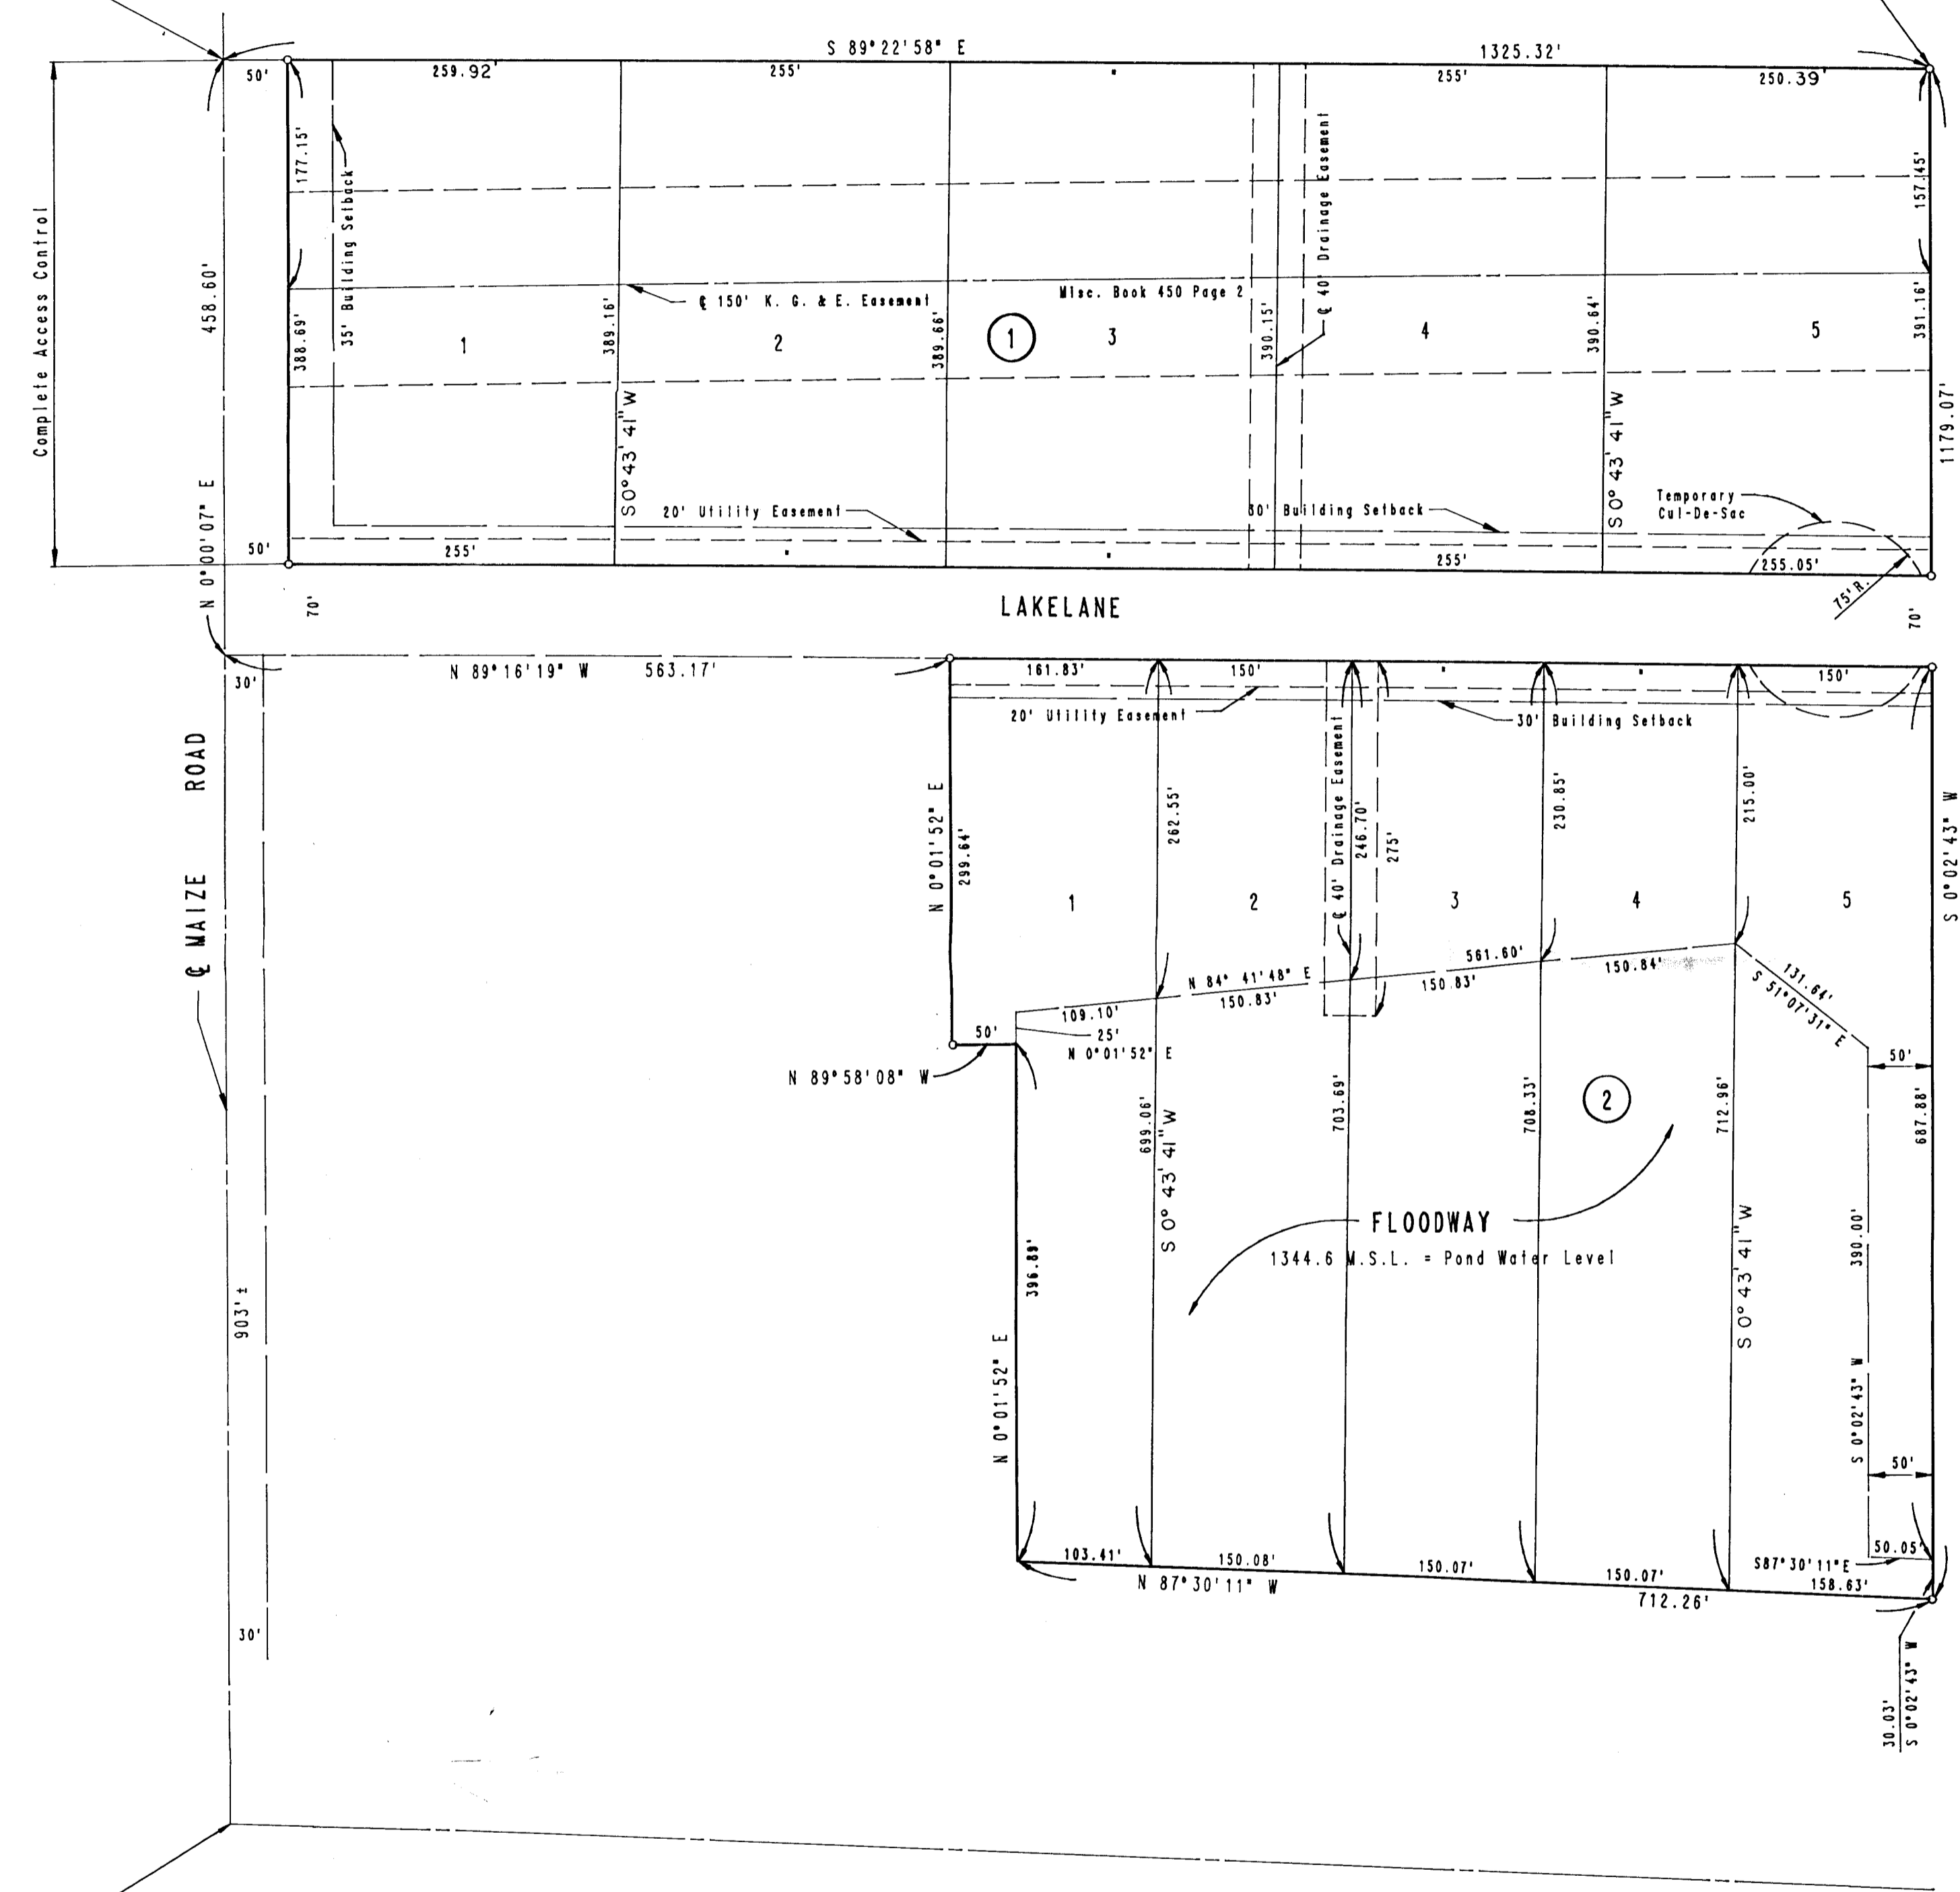 S 89°22'58" E
1325.32'
50'
259.92'
255'
"
255'
250.39'
177.15'
35' Building Setback
℄ 40' Drainage Easement
157.45'
Complete Access Control
458.60'
N 0°00'07" E
℄ 150' K. G. & E. Easement
Misc. Book 450 Page 2
388.69'
1
389.16'
2
389.66'
1
3
390.15'
4
390.64'
5
391.16'
S 0° 43' 41" W
S 0° 43' 41" W
1179.07'
20' Utility Easement
30' Building Setback
Temporary
Cul-De-Sac
50'
255'
"
"
255'
255.05'
75' R.
70'
LAKELANE
70'
N 89°16'19" W 563.17'
30'
161.83'
150'
"
"
150'
20' Utility Easement
30' Building Setback
℄ MAIZE ROAD
N 0°01'52" E
299.64'
262.55'
℄ 40' Drainage Easement
246.70'
275'
230.85'
215.00'
S 0°02'43" W
1
2
3
4
5
N 84° 41'48" E
561.60'
109.10'
150.83'
150.83'
150.84'
131.64'
S 51°07'31" E
50'
25'
N 0°01'52" E
N 89°58'08" W
50'
699.06'
S 0° 43' 41" W
703.69'
708.33'
2
712.96'
S 0° 43' 41" W
687.88'
FLOODWAY
1344.6 M.S.L. = Pond Water Level
396.89'
N 0°01'52" E
390.00'
S 0°02'43" W
903'±
50'
103.41'
150.08'
150.07'
150.07'
50.05'
S87°30'11"E
158.63'
N 87°30'11" W
712.26'
30'
30.03'
S 0°02'43" W